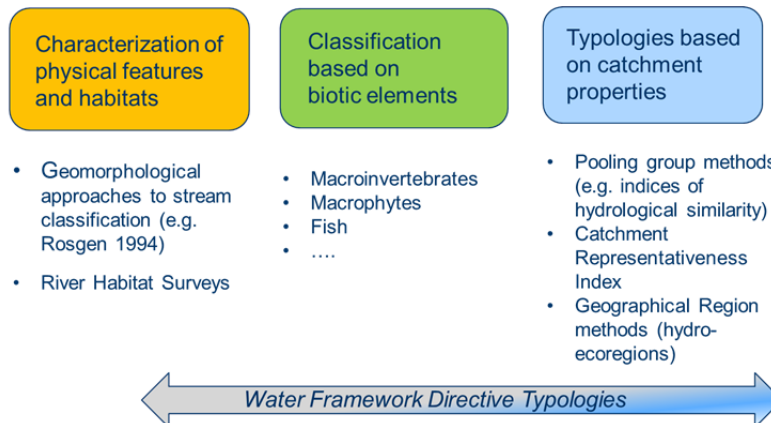 Characterization of
physical features
and habitats
Classification
based on
biotic elements
Typologies based
on catchment
properties
• Geomorphological
approaches to stream
classification (e.g.
Rosgen 1994)
• River Habitat Surveys
• Macroinvertebrates
• Macrophytes
• Fish
• ....
• Pooling group methods
(e.g. indices of
hydrological similarity)
• Catchment
Representativeness
Index
• Geographical Region
methods (hydro-
ecoregions)
Water Framework Directive Typologies